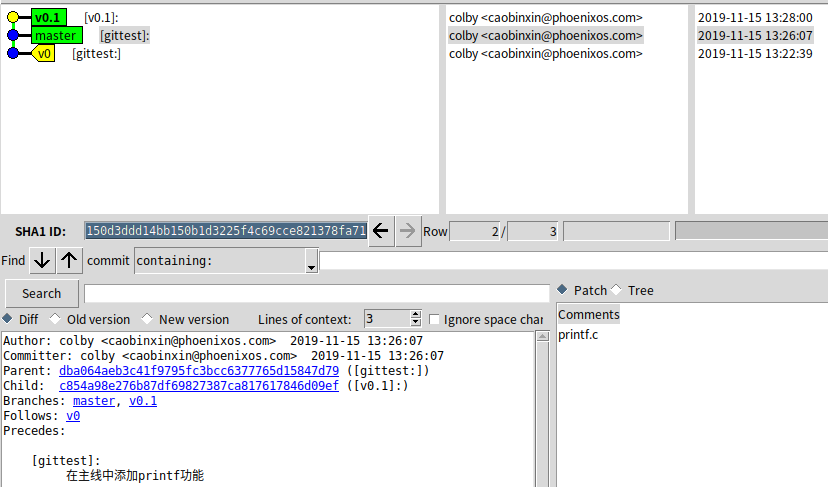 v0.1 [v0.1]: colby <caobinxin@phoenixos.com> 2019-11-15 13:28:00
master [gittest]: colby <caobinxin@phoenixos.com> 2019-11-15 13:26:07
v0 [gittest:] colby <caobinxin@phoenixos.com> 2019-11-15 13:22:39
SHA1 ID: 150d3ddd14bb150b1d3225f4c69cce821378fa71 Row 2 / 3
Find commit containing:
Search
Patch Tree
Diff Old version New version Lines of context: 3 Ignore space char
Comments
printf.c
Author: colby <caobinxin@phoenixos.com> 2019-11-15 13:26:07
Committer: colby <caobinxin@phoenixos.com> 2019-11-15 13:26:07
Parent: dba064aeb3c41f9795fc3bcc6377765d15847d79 ([gittest:])
Child: c854a98e276b87df69827387ca817617846d09ef ([v0.1]:)
Branches: master, v0.1
Follows: v0
Precedes:
[gittest]:
在主线中添加printf功能